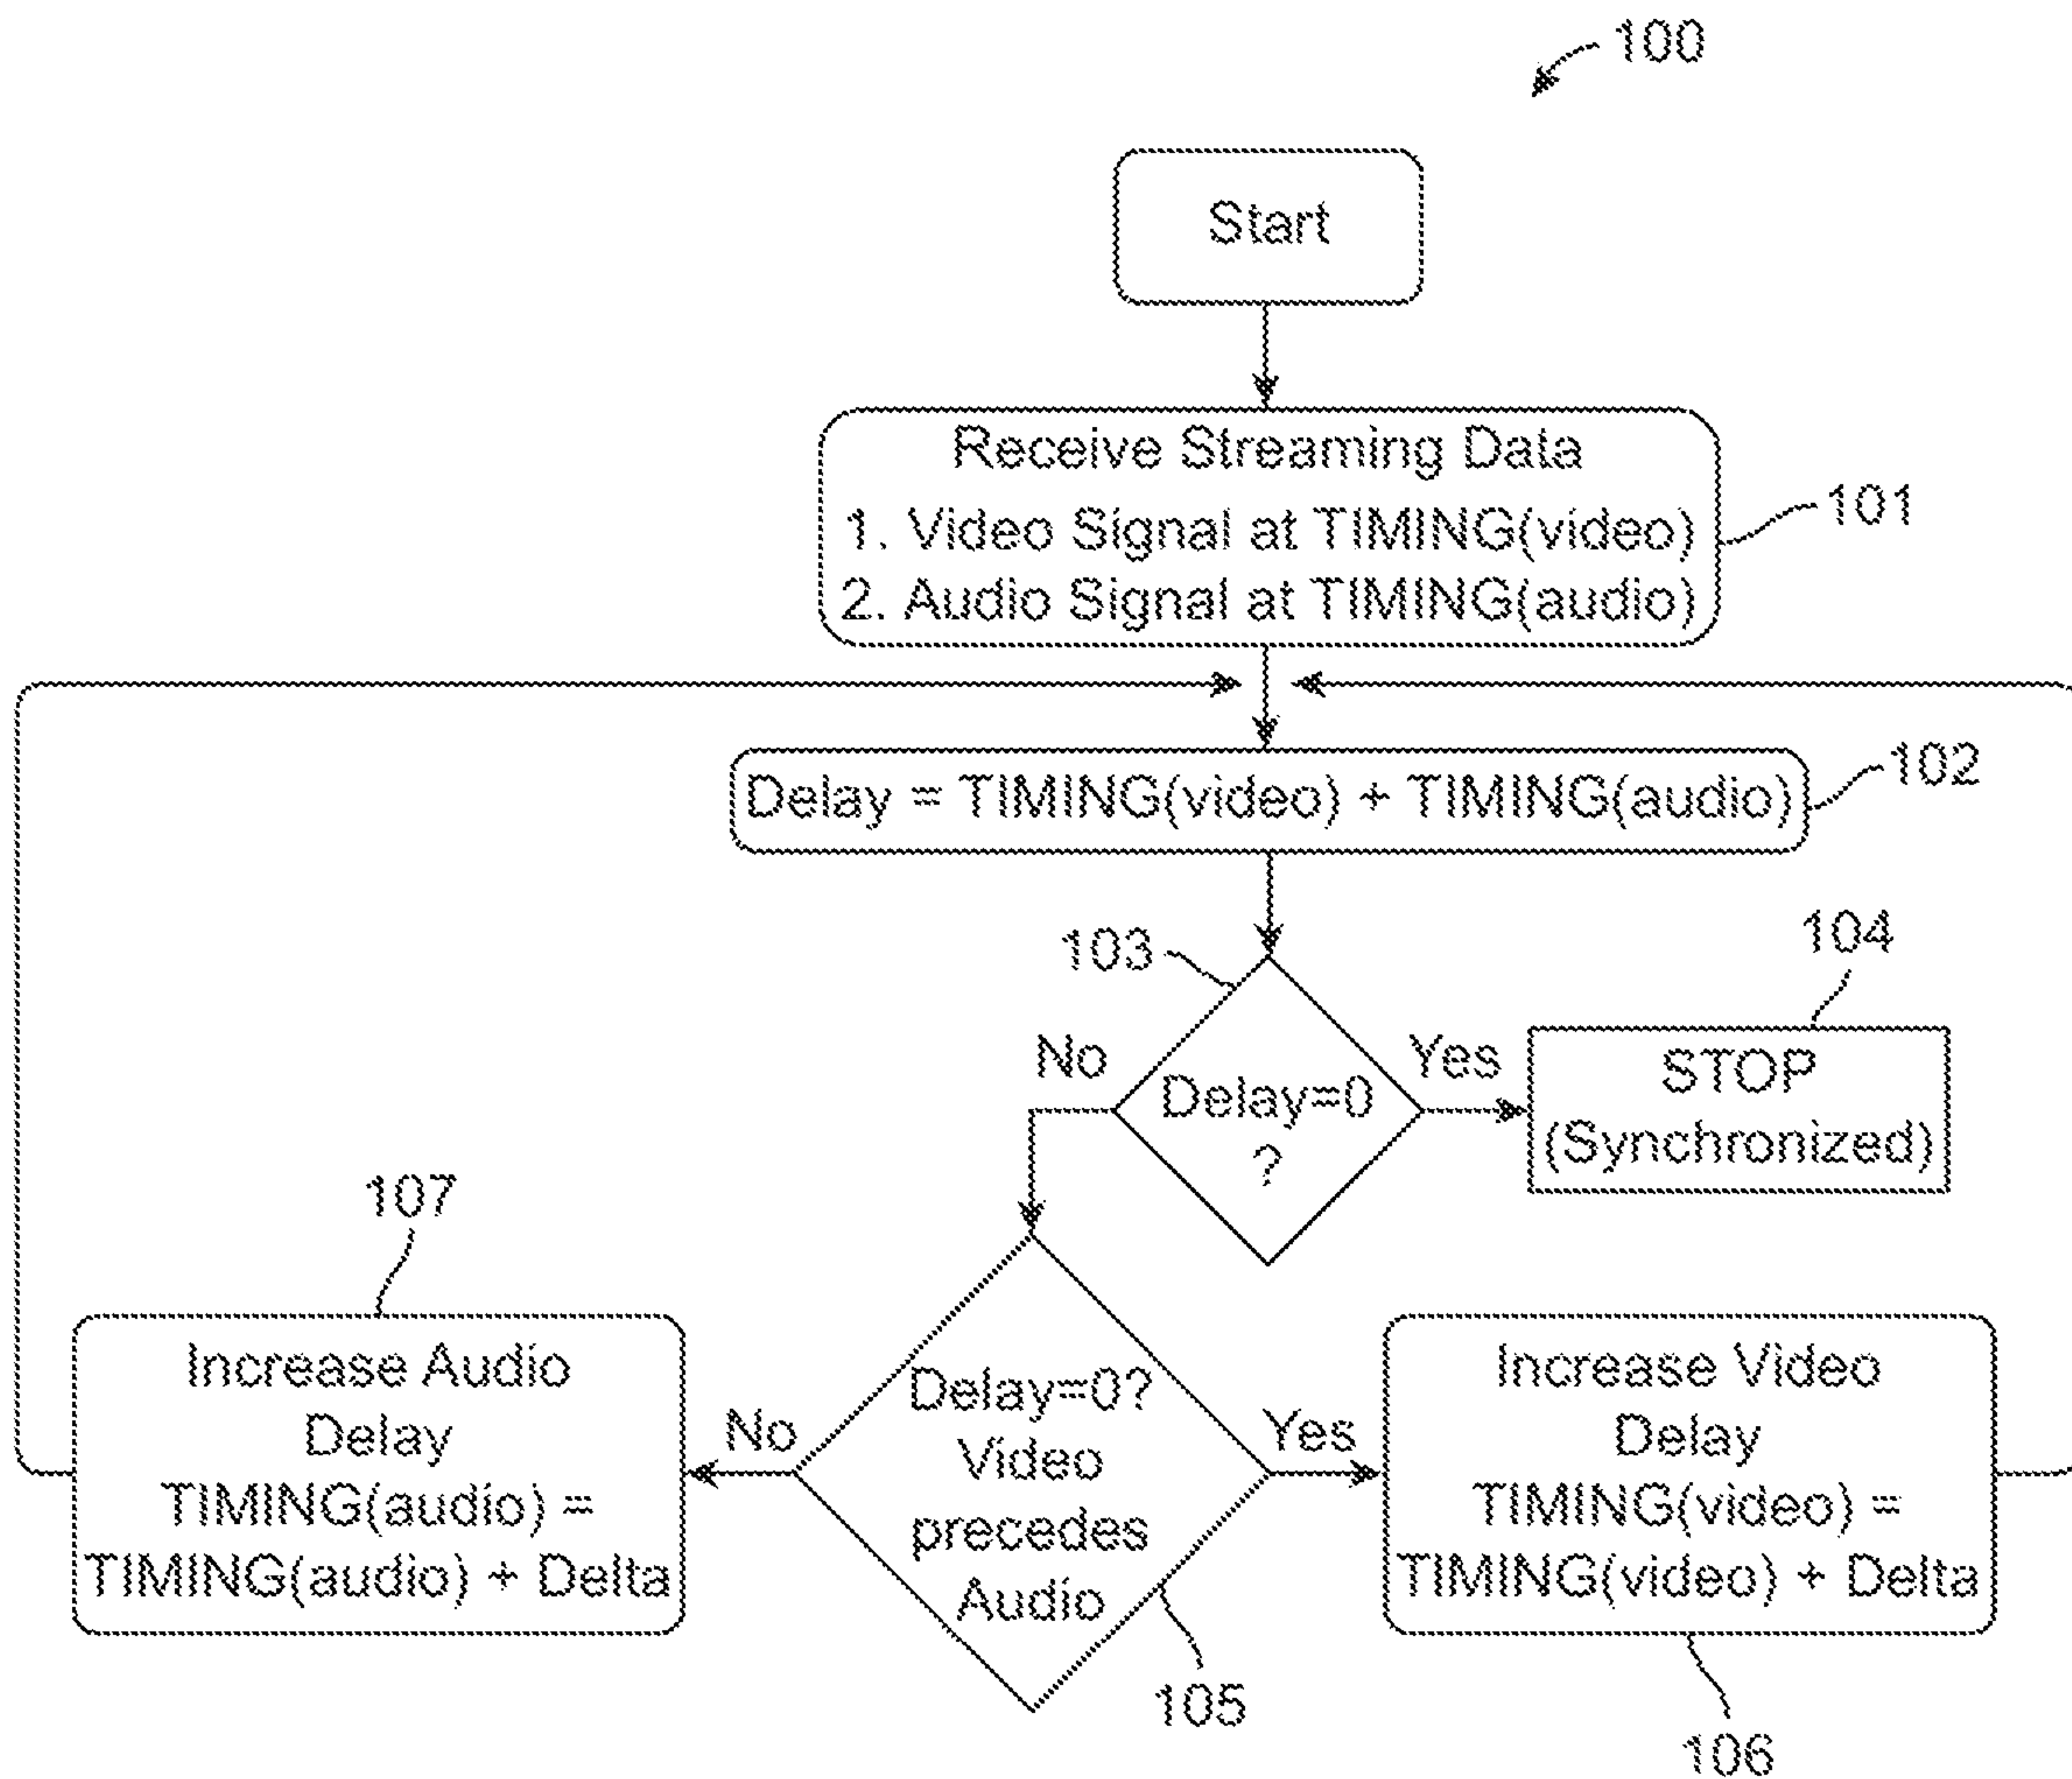 100
Start
Receive Streaming Data
1. Video Signal at TIMING(video)
2. Audio Signal at TIMING(audio)
101
Delay = TIMING(video) + TIMING(audio)
102
103
104
No
Delay=0
?
Yes
STOP
(Synchronized)
107
Increase Audio
Delay
TIMING(audio) =
TIMING(audio) + Delta
No
Delay=0?
Video
precedes
Audio
Yes
Increase Video
Delay
TIMING(video) =
TIMING(video) + Delta
105
106